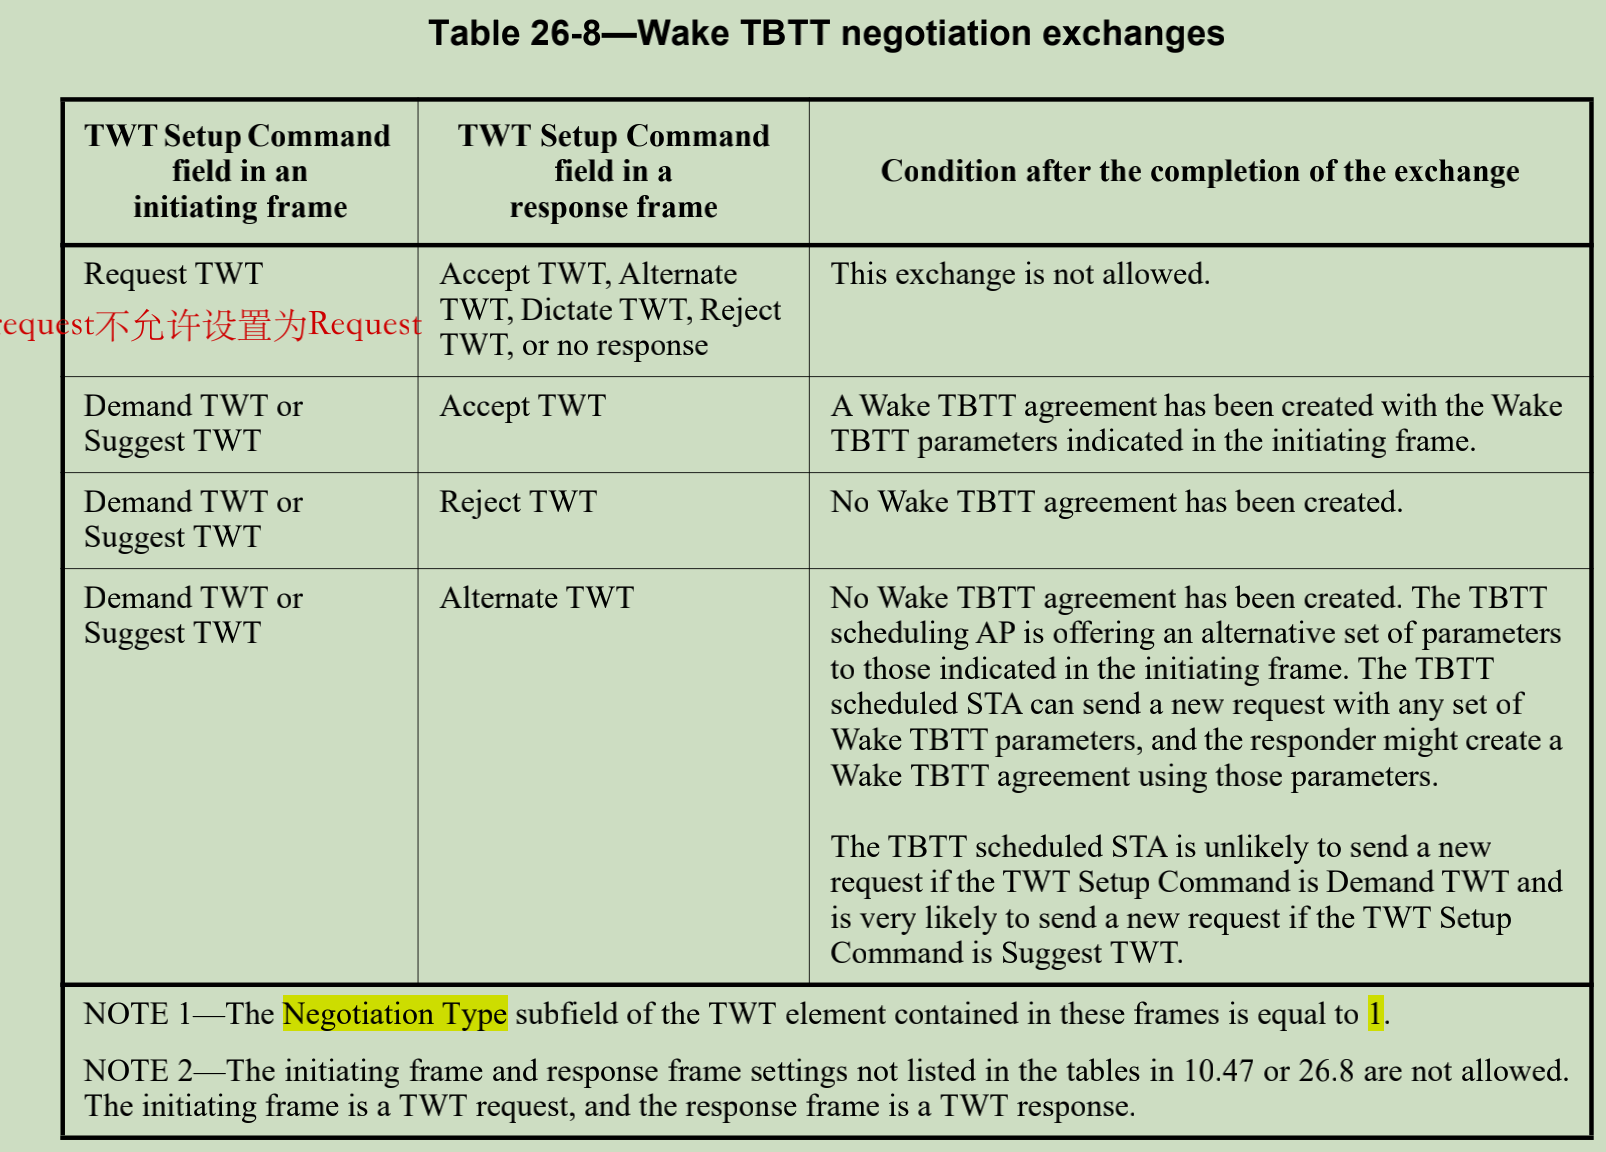 Table 26-8—Wake TBTT negotiation exchanges
TWT Setup Command
field in an
initiating frame
TWT Setup Command
field in a
response frame
Condition after the completion of the exchange
Request TWT
request不允许设置为Request
Accept TWT, Alternate
TWT, Dictate TWT, Reject
TWT, or no response
This exchange is not allowed.
Demand TWT or
Suggest TWT
Accept TWT
A Wake TBTT agreement has been created with the Wake
TBTT parameters indicated in the initiating frame.
Demand TWT or
Suggest TWT
Reject TWT
No Wake TBTT agreement has been created.
Demand TWT or
Suggest TWT
Alternate TWT
No Wake TBTT agreement has been created. The TBTT
scheduling AP is offering an alternative set of parameters
to those indicated in the initiating frame. The TBTT
scheduled STA can send a new request with any set of
Wake TBTT parameters, and the responder might create a
Wake TBTT agreement using those parameters.
The TBTT scheduled STA is unlikely to send a new
request if the TWT Setup Command is Demand TWT and
is very likely to send a new request if the TWT Setup
Command is Suggest TWT.
NOTE 1—The Negotiation Type subfield of the TWT element contained in these frames is equal to 1.
NOTE 2—The initiating frame and response frame settings not listed in the tables in 10.47 or 26.8 are not allowed.
The initiating frame is a TWT request, and the response frame is a TWT response.